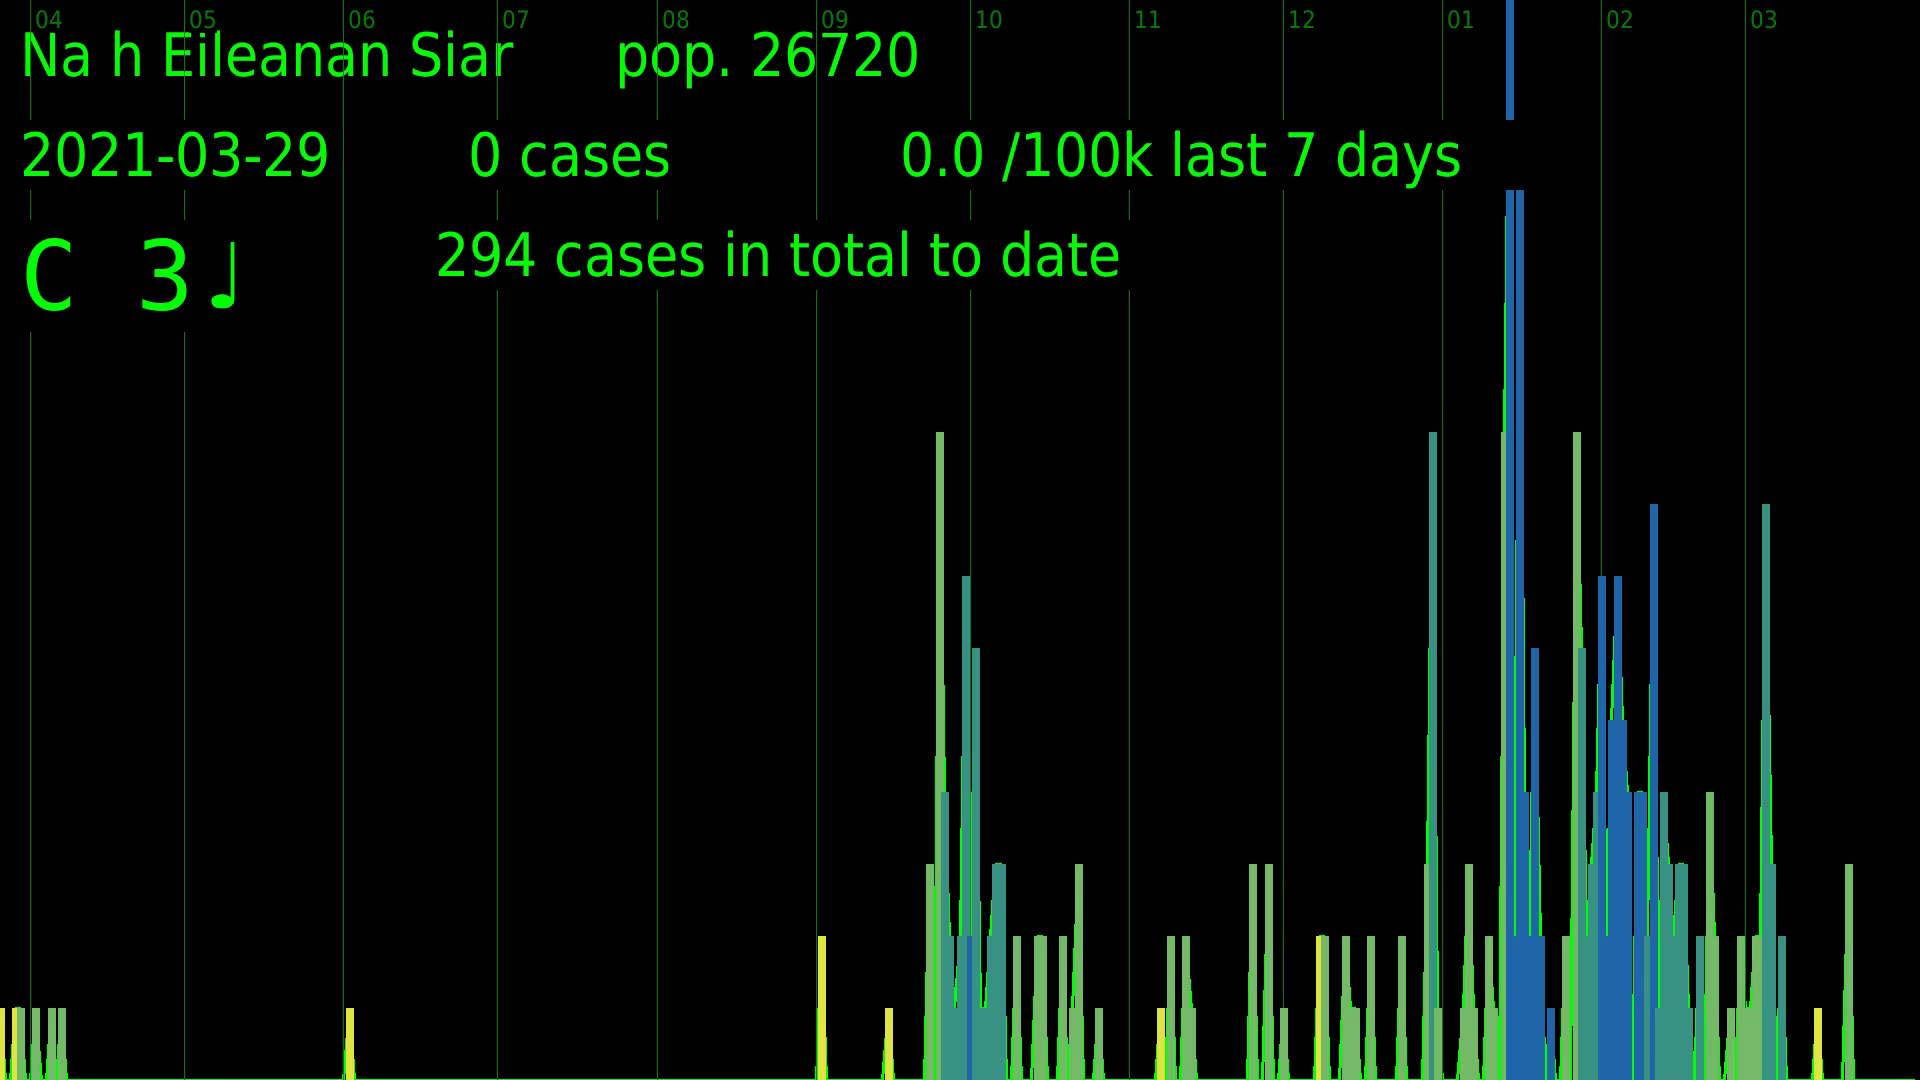 04 05 06 07 08 09 10 11 12 01 02 03
Na h Eileanan Siar pop. 26720
2021-03-29 0 cases 0.0 /100k last 7 days
C 3♩ 294 cases in total to date